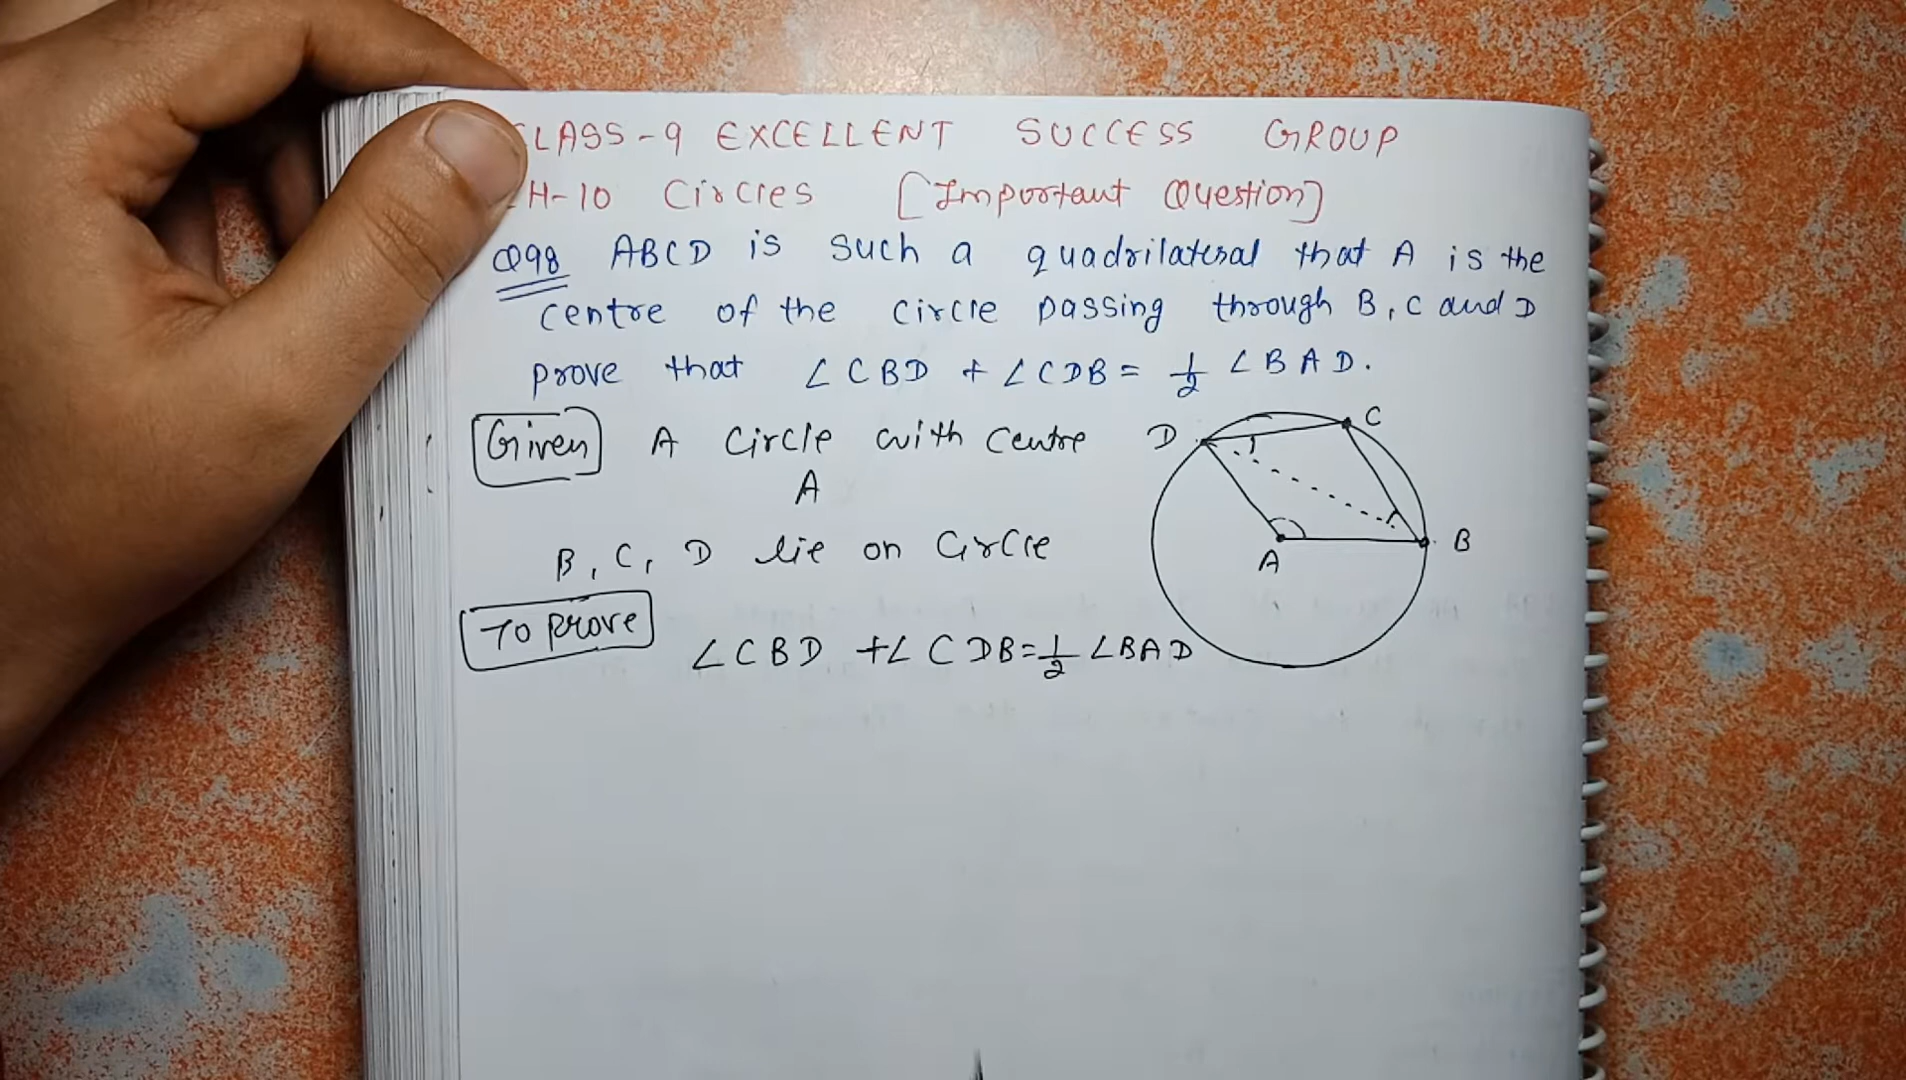 LASS-9 EXCELLENT SUCCESS GROUP
H-10 Circles [Important Question]
Q98 ABCD is such a quadrilateral that A is the
centre of the circle passing through B, C and D
prove that ∠CBD + ∠CDB = 1/2 ∠BAD.
Given A Circle with Centre
A
B, C, D lie on Circle
To prove
∠CBD + ∠CDB = 1/2 ∠BAD
D
C
A
B